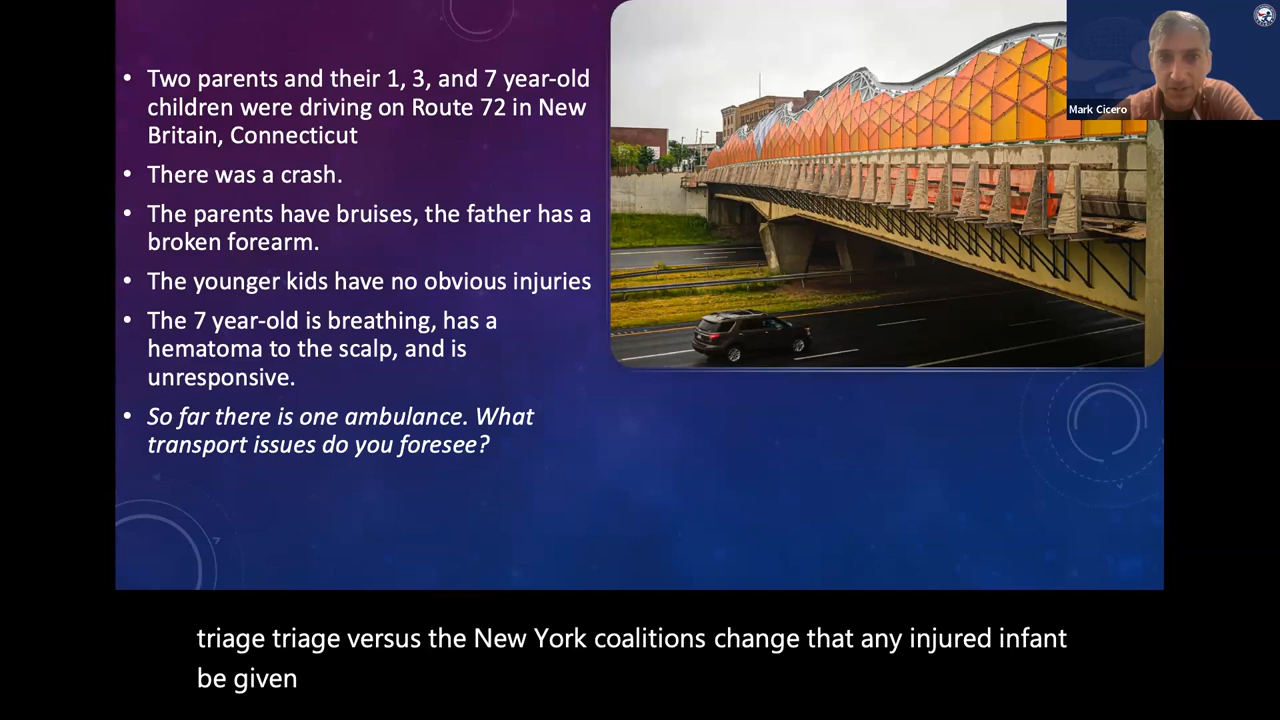 • Two parents and their 1, 3, and 7 year-old
children were driving on Route 72 in New
Britain, Connecticut
• There was a crash.
• The parents have bruises, the father has a
broken forearm.
• The younger kids have no obvious injuries
• The 7 year-old is breathing, has a
hematoma to the scalp, and is
unresponsive.
• So far there is one ambulance. What
transport issues do you foresee?
Mark Cicero
triage triage versus the New York coalitions change that any injured infant
be given